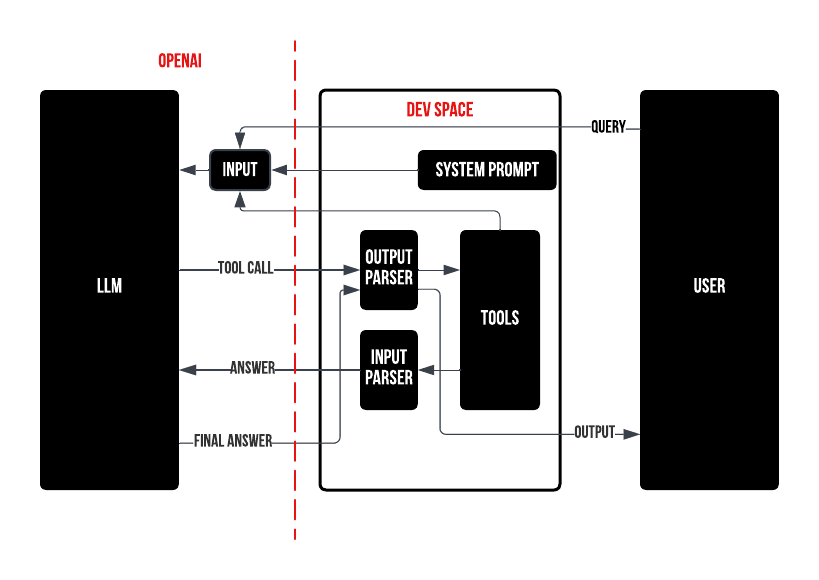 OPENAI
DEV SPACE
QUERY
INPUT
SYSTEM PROMPT
OUTPUT
PARSER
TOOL CALL
LLM
USER
TOOLS
INPUT
PARSER
ANSWER
OUTPUT
FINAL ANSWER